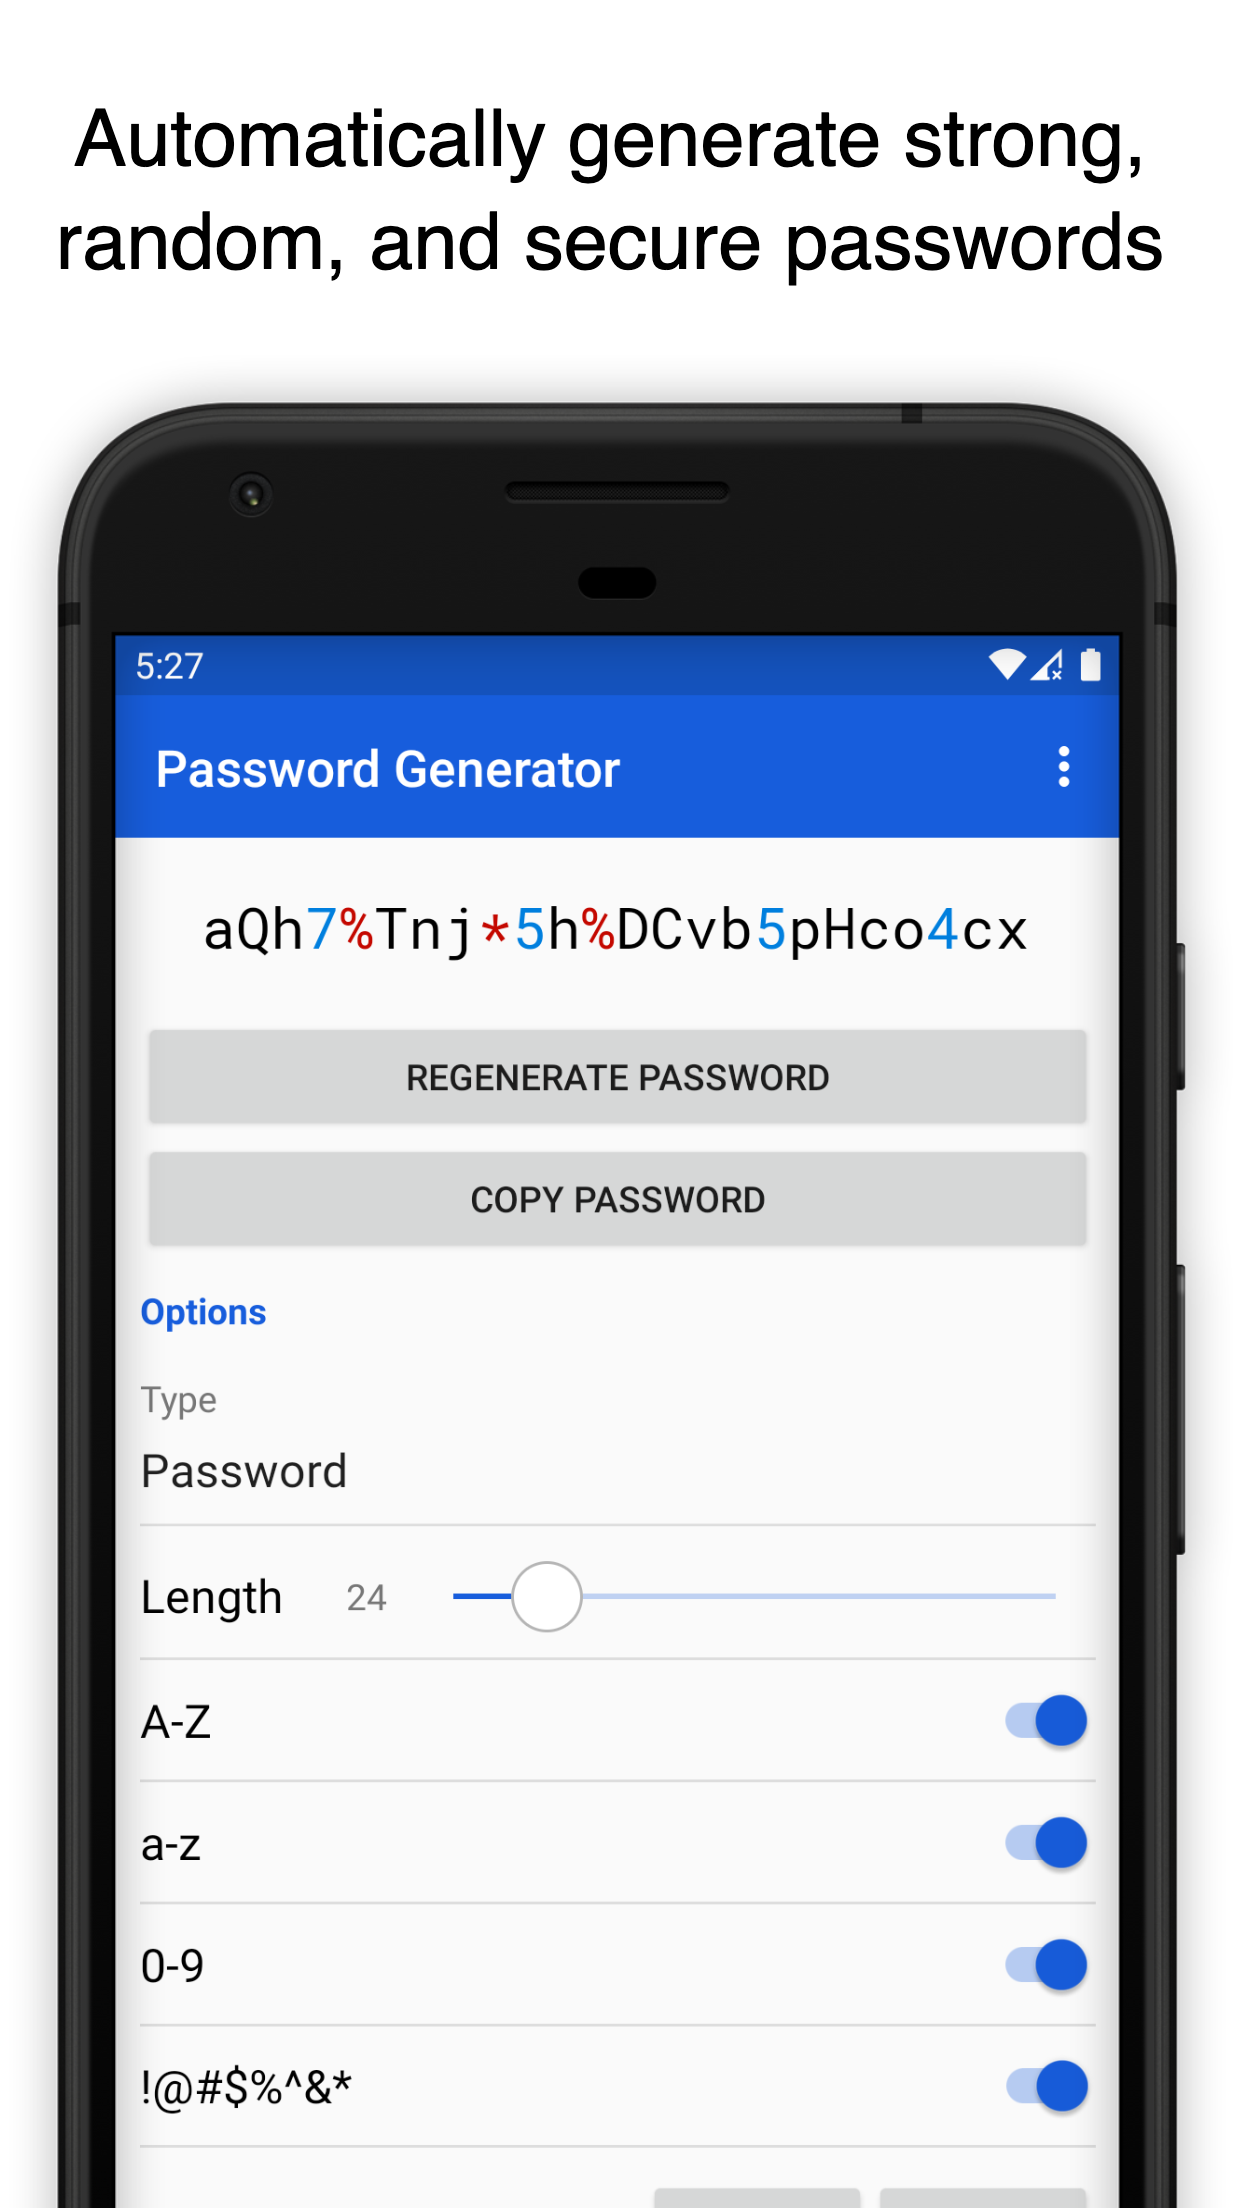 Automatically generate strong,
random, and secure passwords
5:27
Password Generator
aQh7%Tnj*5h%DCvb5pHco4cx
REGENERATE PASSWORD
COPY PASSWORD
Options
Type
Password
Length 24
A-Z
a-z
0-9
!@#$%^&*